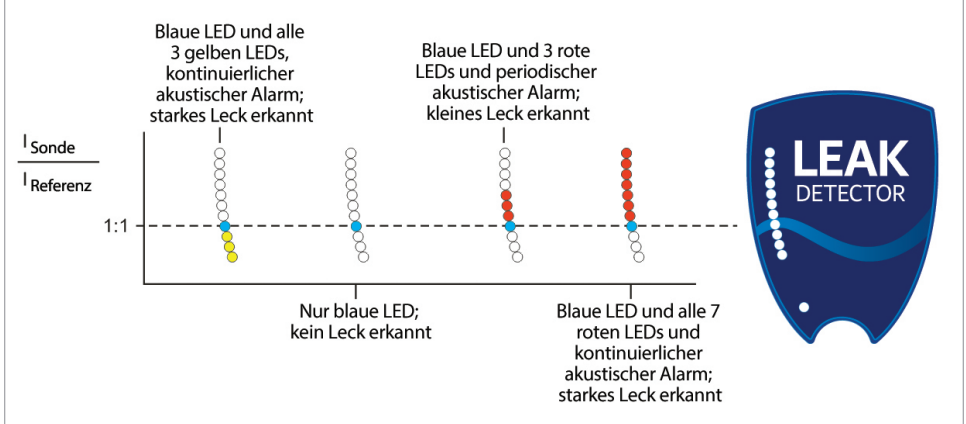 Blaue LED und alle
3 gelben LEDs,
kontinuierlicher
akustischer Alarm;
starkes Leck erkannt
Blaue LED und 3 rote
LEDs und periodischer
akustischer Alarm;
kleines Leck erkannt
I Sonde
I Referenz
1:1
Nur blaue LED;
kein Leck erkannt
Blaue LED und alle 7
roten LEDs und
kontinuierlicher
akustischer Alarm;
starkes Leck erkannt
LEAK
DETECTOR